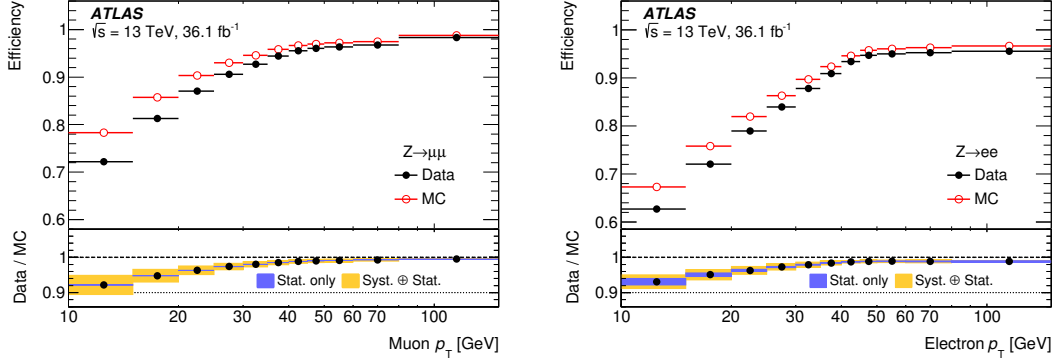 ATLAS
√s = 13 TeV, 36.1 fb⁻¹
Efficiency
1
0.9
0.8
0.7
0.6
Z→μμ
Data
MC
Data / MC
1
0.9
Stat. only
Syst. ⊕ Stat.
10 20 30 40 50 60 70 100
Muon pT [GeV]
ATLAS
√s = 13 TeV, 36.1 fb⁻¹
Efficiency
1
0.9
0.8
0.7
0.6
Z→ee
Data
MC
Data / MC
1
0.9
Stat. only
Syst. ⊕ Stat.
10 20 30 40 50 60 70 100
Electron pT [GeV]